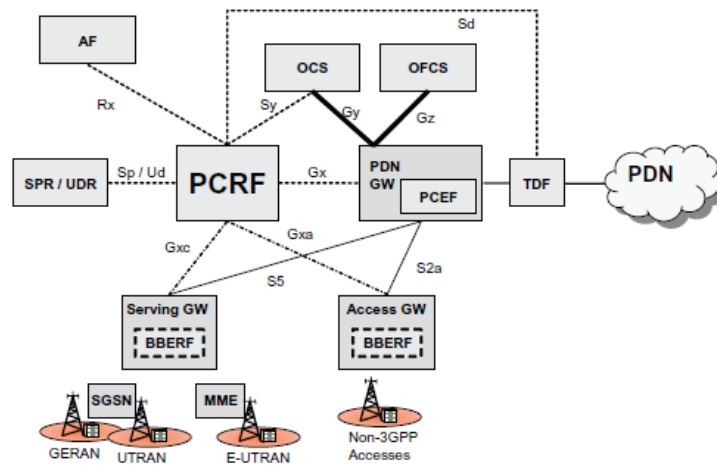 Sd
AF
OCS
OFCS
Rx
Sy
Gy
Gz
SPR / UDR
Sp / Ud
PCRF
Gx
PDN
GW
PCEF
TDF
PDN
Gxc
Gxa
S5
S2a
Serving GW
BBERF
Access GW
BBERF
SGSN
MME
GERAN
UTRAN
E-UTRAN
Non-3GPP
Accesses